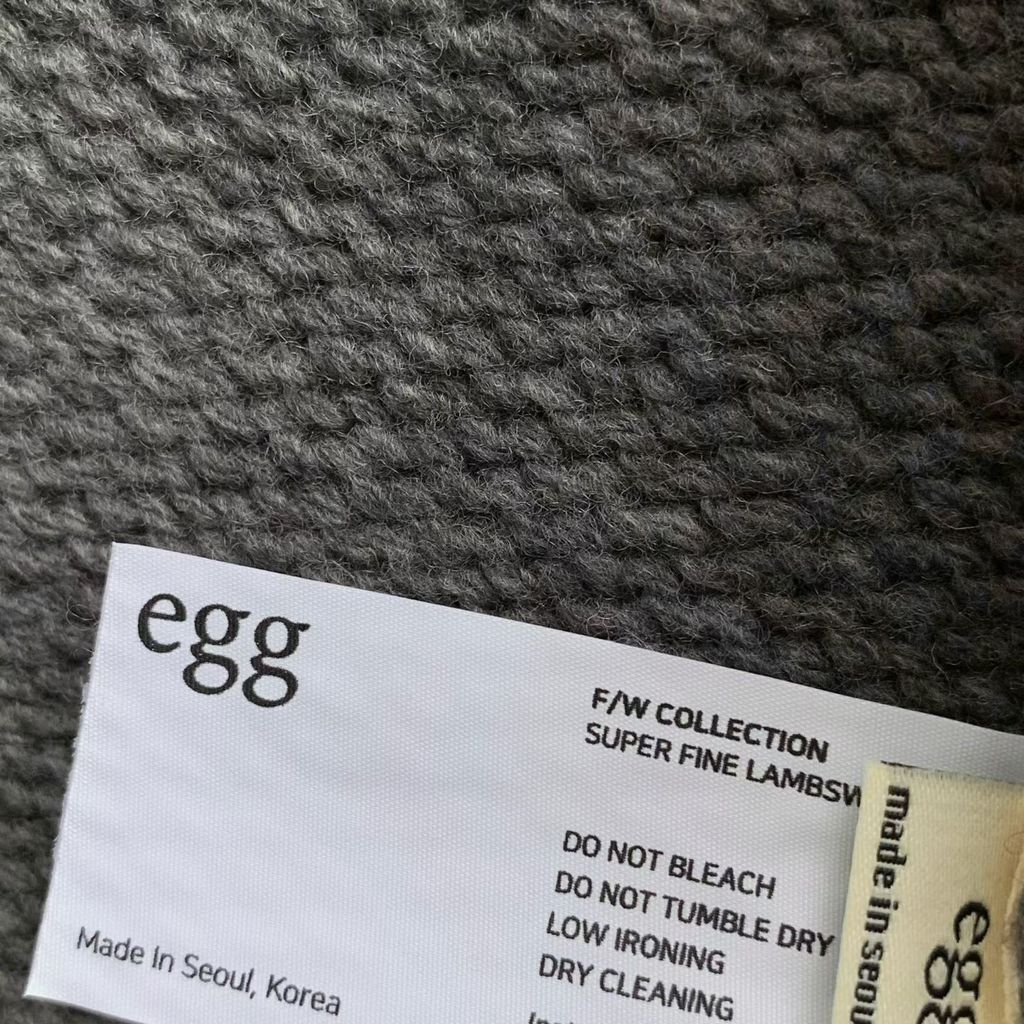 egg
F/W COLLECTION
SUPER FINE LAMBSW
DO NOT BLEACH
DO NOT TUMBLE DRY
LOW IRONING
DRY CLEANING
Made In Seoul, Korea
made in seou
egg